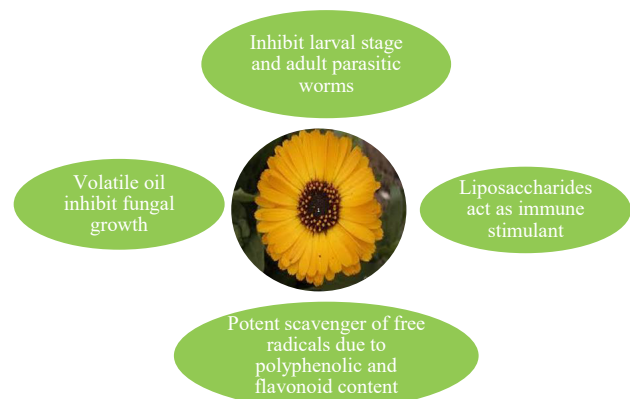 Inhibit larval stage
and adult parasitic
worms
Volatile oil
inhibit fungal
growth
Liposaccharides
act as immune
stimulant
Potent scavenger of free
radicals due to
polyphenolic and
flavonoid content